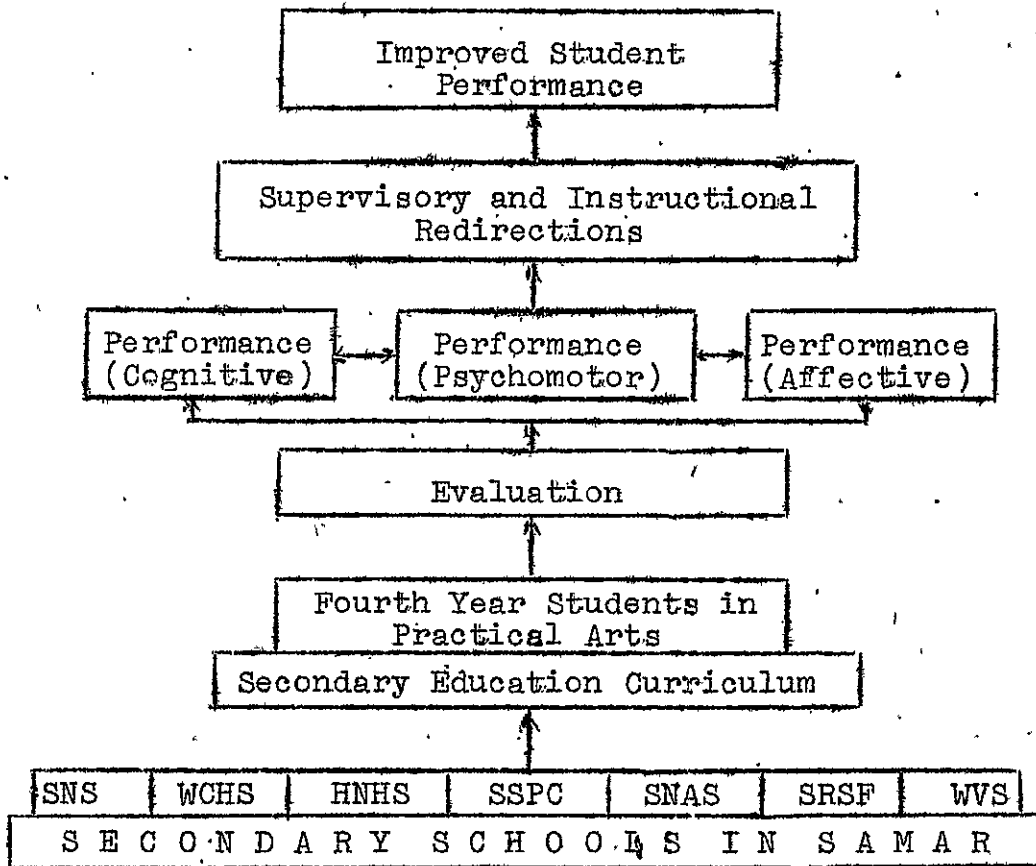 Improved Student
Performance
Supervisory and Instructional
Redirections
Performance
(Cognitive)
Performance
(Psychomotor)
Performance
(Affective)
Evaluation
Fourth Year Students in
Practical Arts
Secondary Education Curriculum
SNS WCHS HNHS SSPC SNAS SRSF WVS
SECONDARY SCHOOLS IN SAMAR